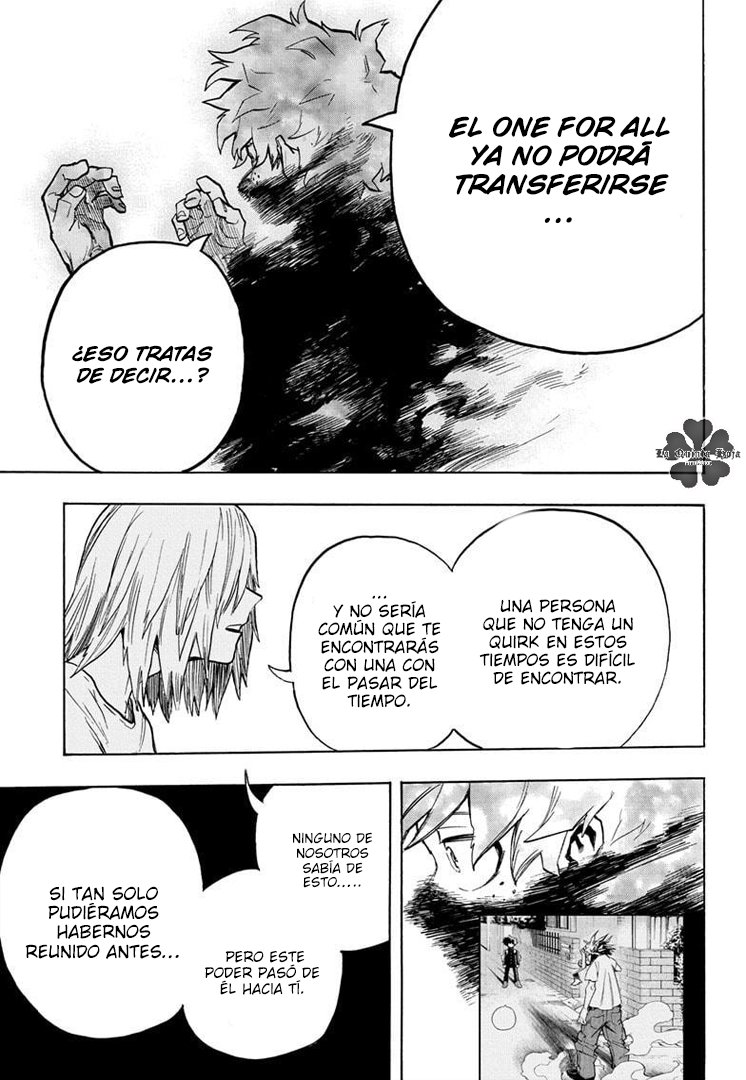 EL ONE FOR ALL
YA NO PODRÁ
TRANSFERIRSE
...
¿ESO TRATAS
DE DECIR...?
La Quinta Hoja
UNA PERSONA
QUE NO TENGA UN
QUIRK EN ESTOS
TIEMPOS ES DIFÍCIL
DE ENCONTRAR.
...
Y NO SERÍA
COMÚN QUE TE
ENCONTRARÁS
CON UNA CON
EL PASAR DEL
TIEMPO.
NINGUNO DE
NOSOTROS
SABÍA DE
ESTO.....
PERO ESTE
PODER PASÓ DE
ÉL HACIA TÍ.
SI TAN SOLO
PUDIÉRAMOS
HABERNOS
REUNIDO ANTES...